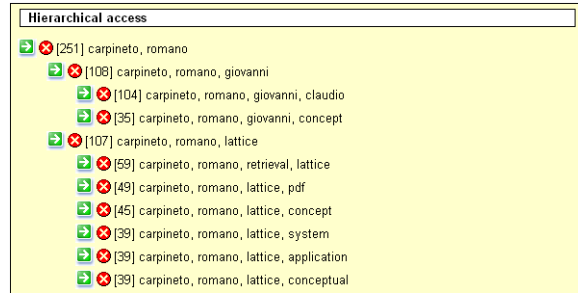 Hierarchical access
[251] carpineto, romano
[108] carpineto, romano, giovanni
[104] carpineto, romano, giovanni, claudio
[35] carpineto, romano, giovanni, concept
[107] carpineto, romano, lattice
[59] carpineto, romano, retrieval, lattice
[49] carpineto, romano, lattice, pdf
[45] carpineto, romano, lattice, concept
[39] carpineto, romano, lattice, system
[39] carpineto, romano, lattice, application
[39] carpineto, romano, lattice, conceptual